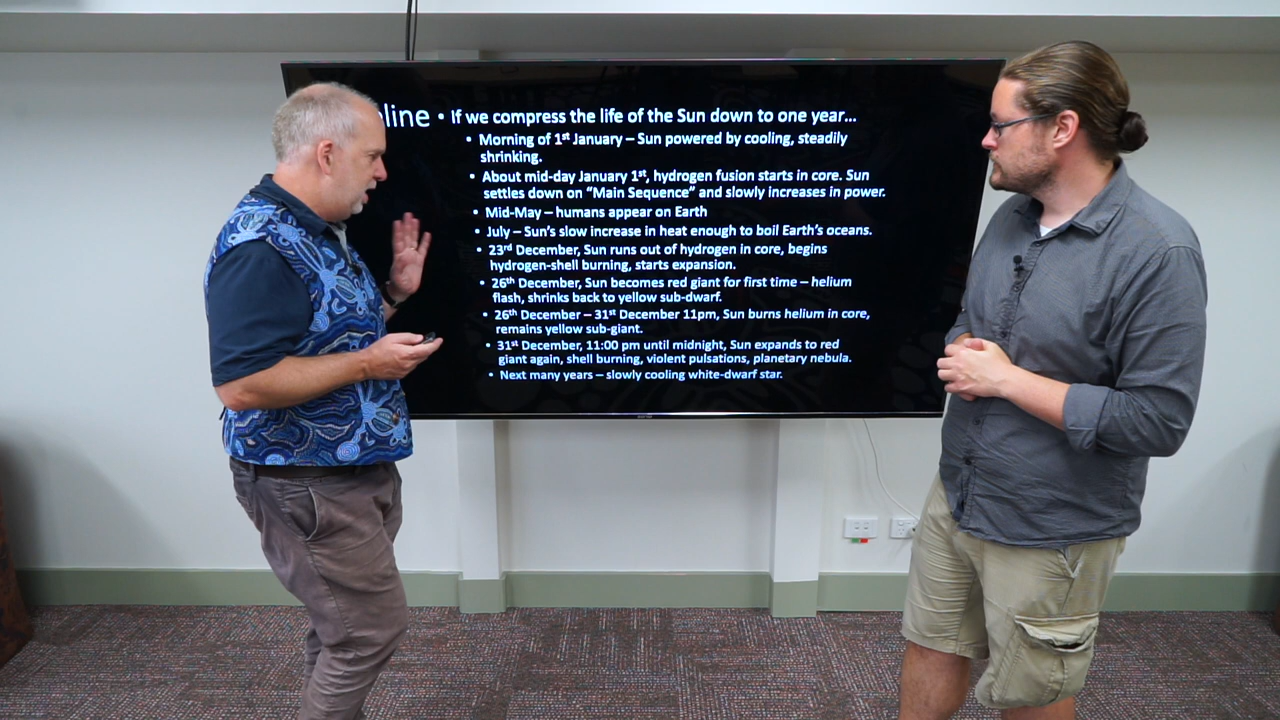 line • If we compress the life of the Sun down to one year...
• Morning of 1st January – Sun powered by cooling, steadily
shrinking.
• About mid-day January 1st, hydrogen fusion starts in core. Sun
settles down on “Main Sequence” and slowly increases in power.
• Mid-May – humans appear on Earth
• July – Sun’s slow increase in heat enough to boil Earth’s oceans.
• 23rd December, Sun runs out of hydrogen in core, begins
hydrogen-shell burning, starts expansion.
• 26th December, Sun becomes red giant for first time – helium
flash, shrinks back to yellow sub-dwarf.
• 26th December – 31st December 11pm, Sun burns helium in core,
remains yellow sub-giant.
• 31st December, 11:00 pm until midnight, Sun expands to red
giant again, shell burning, violent pulsations, planetary nebula.
• Next many years – slowly cooling white-dwarf star.